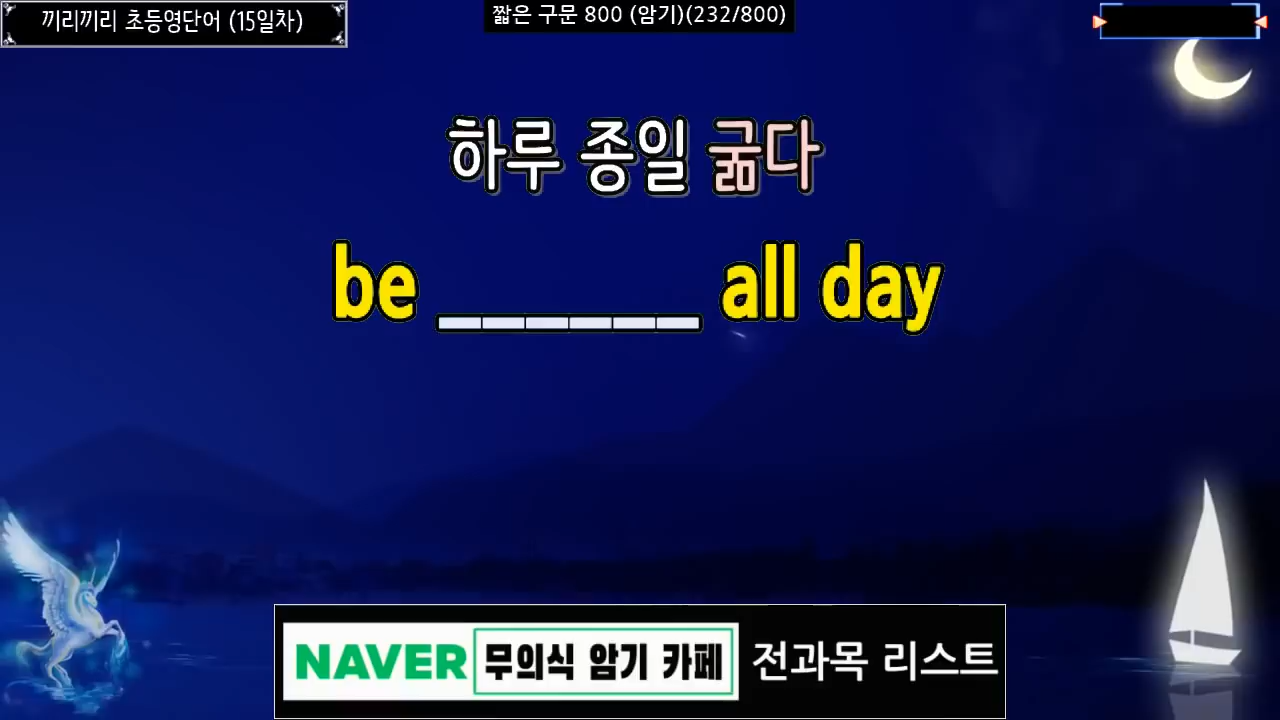 끼리끼리 초등영단어 (15일차)
짧은 구문 800 (암기)(232/800)
하루 종일 굶다
be ______ all day
NAVER 무의식 암기 카페 전과목 리스트